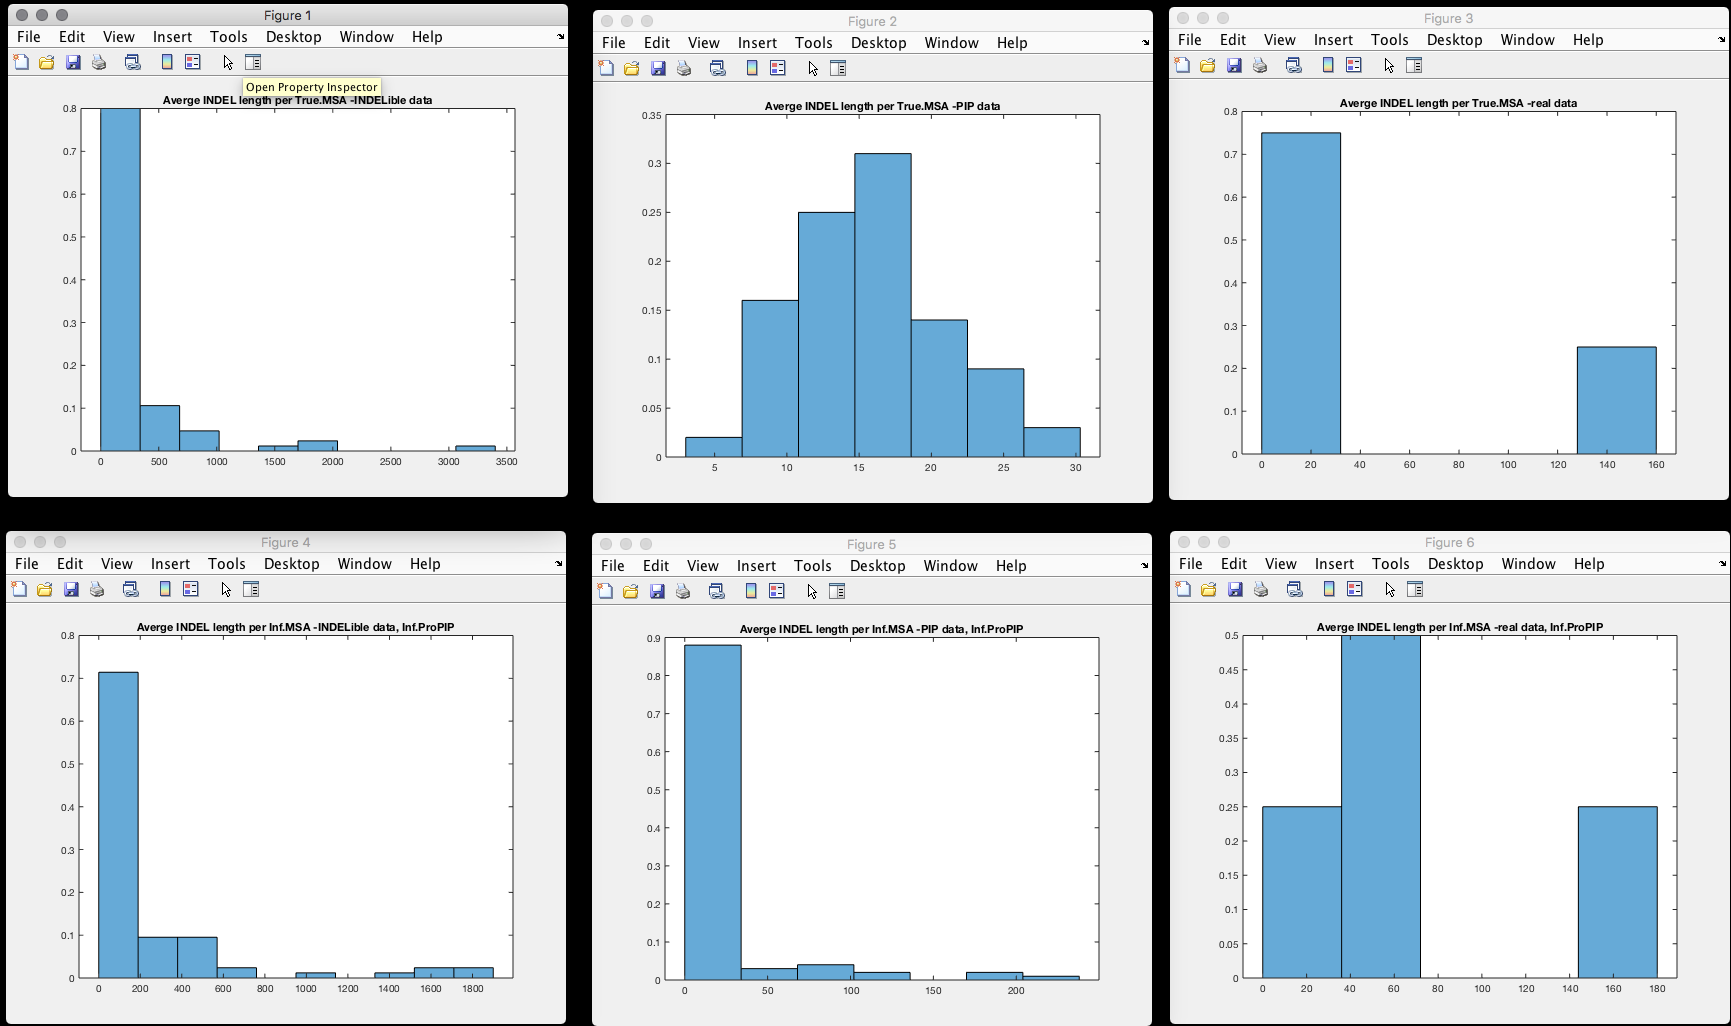 Figure 1
File Edit View Insert Tools Desktop Window Help
Open Property Inspector
Averge INDEL length per True.MSA -INDELible data
0.8
0.7
0.6
0.5
0.4
0.3
0.2
0.1
0
0 500 1000 1500 2000 2500 3000 3500
Figure 2
File Edit View Insert Tools Desktop Window Help
Averge INDEL length per True.MSA -PIP data
0.35
0.3
0.25
0.2
0.15
0.1
0.05
0
5 10 15 20 25 30
Figure 3
File Edit View Insert Tools Desktop Window Help
Averge INDEL length per True.MSA -real data
0.8
0.7
0.6
0.5
0.4
0.3
0.2
0.1
0
0 20 40 60 80 100 120 140 160
Figure 4
File Edit View Insert Tools Desktop Window Help
Averge INDEL length per Inf.MSA -INDELible data, Inf.ProPIP
0.8
0.7
0.6
0.5
0.4
0.3
0.2
0.1
0
0 200 400 600 800 1000 1200 1400 1600 1800
Figure 5
File Edit View Insert Tools Desktop Window Help
Averge INDEL length per Inf.MSA -PIP data, Inf.ProPIP
0.9
0.8
0.7
0.6
0.5
0.4
0.3
0.2
0.1
0
0 50 100 150 200
Figure 6
File Edit View Insert Tools Desktop Window Help
Averge INDEL length per Inf.MSA -real data, Inf.ProPIP
0.5
0.45
0.4
0.35
0.3
0.25
0.2
0.15
0.1
0.05
0
0 20 40 60 80 100 120 140 160 180